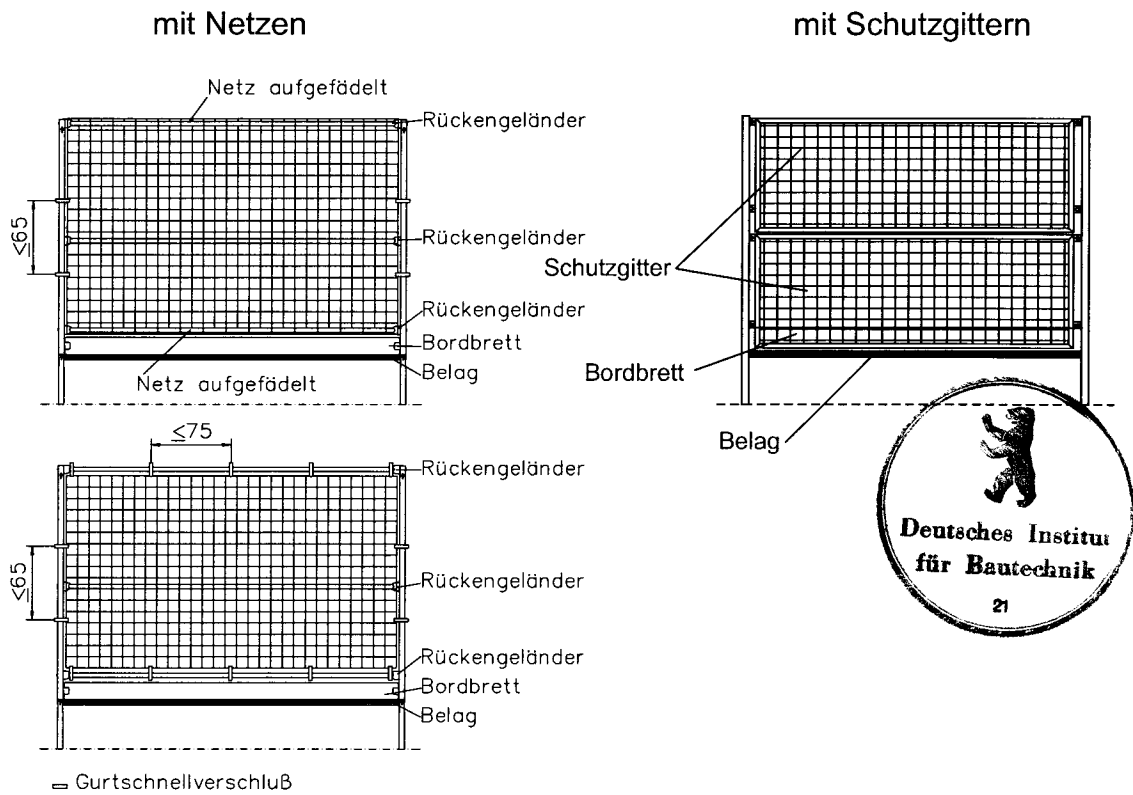 mit Netzen
mit Schutzgittern
Netz aufgefädelt
Rückengeländer
≤65
Rückengeländer
Rückengeländer
Bordbrett
Belag
Netz aufgefädelt
Schutzgitter
Bordbrett
Belag
≤75
Rückengeländer
≤65
Rückengeländer
Rückengeländer
Bordbrett
Belag
Gurtschnellverschluß
Deutsches Institut
für Bautechnik
21